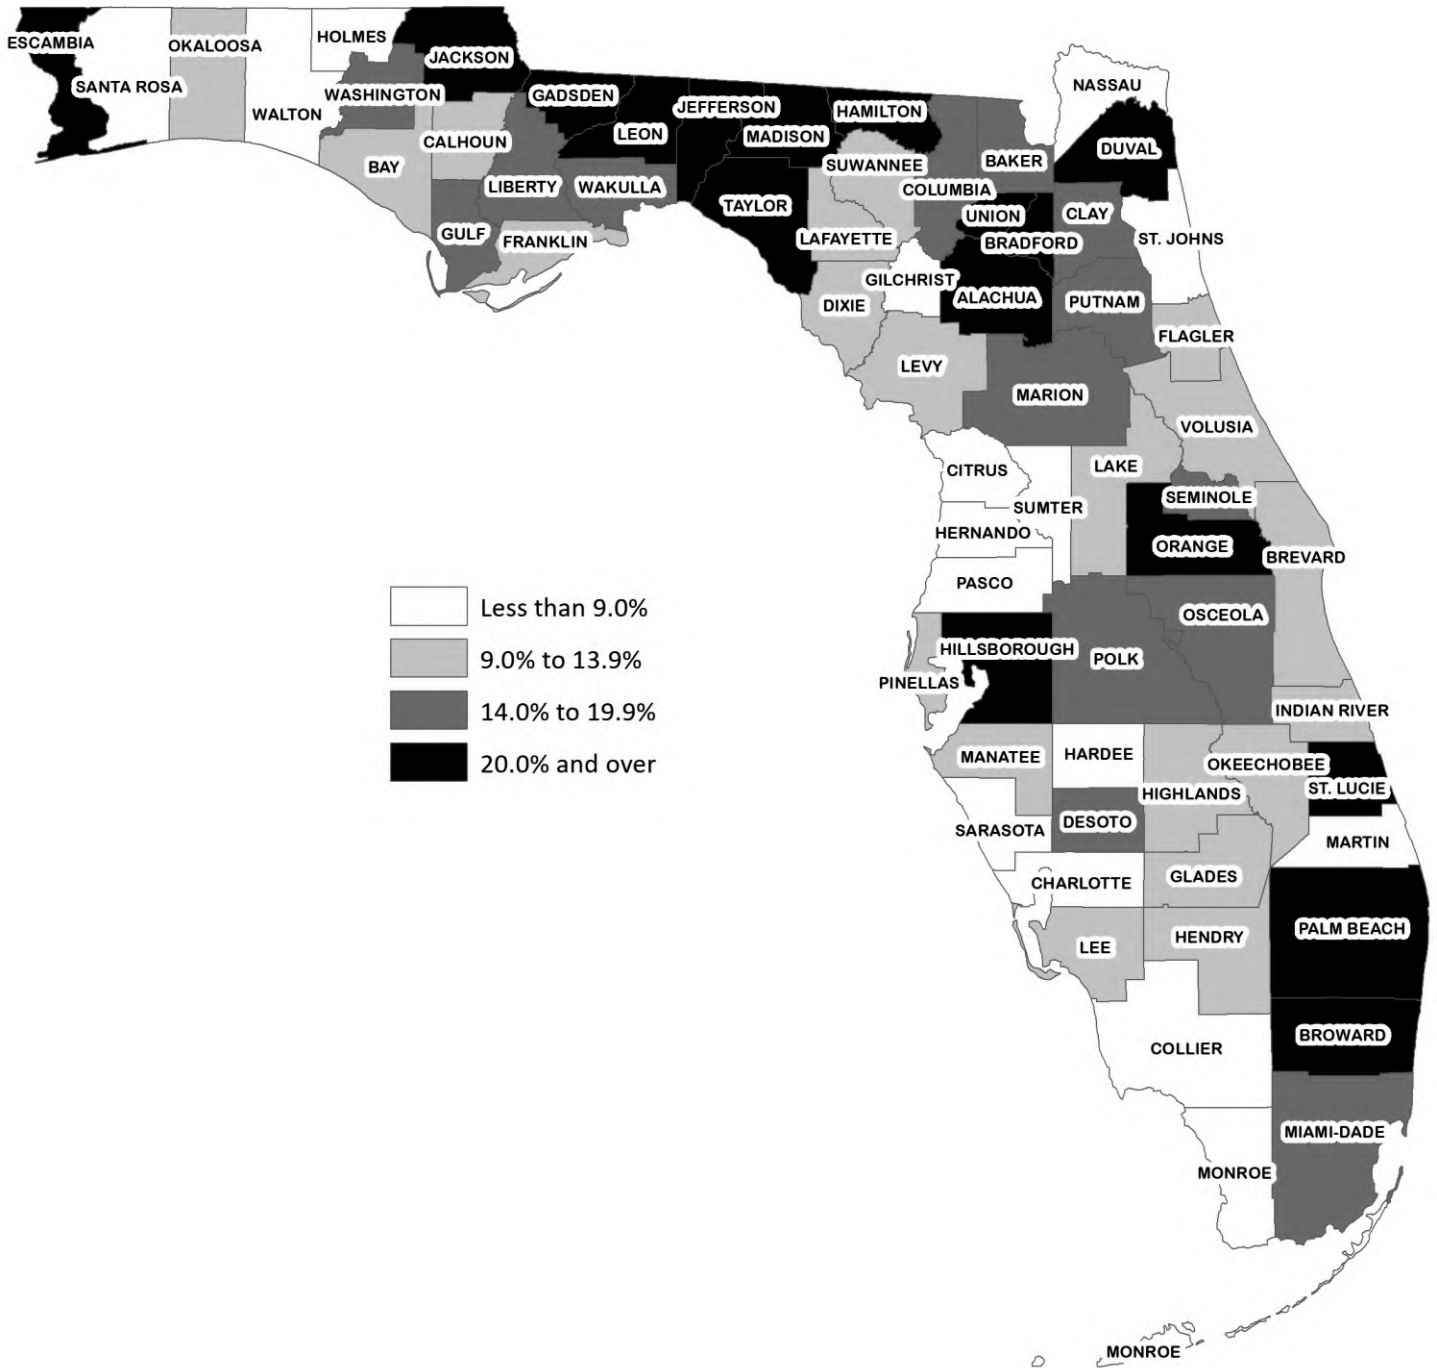 HOLMES
ESCAMBIA
OKALOOSA
JACKSON
SANTA ROSA
WASHINGTON
GADSDEN
NASSAU
WALTON
JEFFERSON
HAMILTON
LEON
MADISON
CALHOUN
DUVAL
BAY
SUWANNEE
BAKER
LIBERTY
WAKULLA
COLUMBIA
TAYLOR
UNION
CLAY
GULF
FRANKLIN
LAFAYETTE
BRADFORD
ST. JOHNS
GILCHRIST
ALACHUA
PUTNAM
DIXIE
FLAGLER
LEVY
MARION
VOLUSIA
CITRUS
LAKE
SEMINOLE
SUMTER
HERNANDO
ORANGE
BREVARD
PASCO
Less than 9.0%
OSCEOLA
HILLSBOROUGH
9.0% to 13.9%
POLK
PINELLAS
14.0% to 19.9%
INDIAN RIVER
MANATEE
HARDEE
20.0% and over
OKEECHOBEE
ST. LUCIE
HIGHLANDS
DESOTO
SARASOTA
MARTIN
CHARLOTTE
GLADES
PALM BEACH
HENDRY
LEE
BROWARD
COLLIER
MIAMI-DADE
MONROE
MONROE